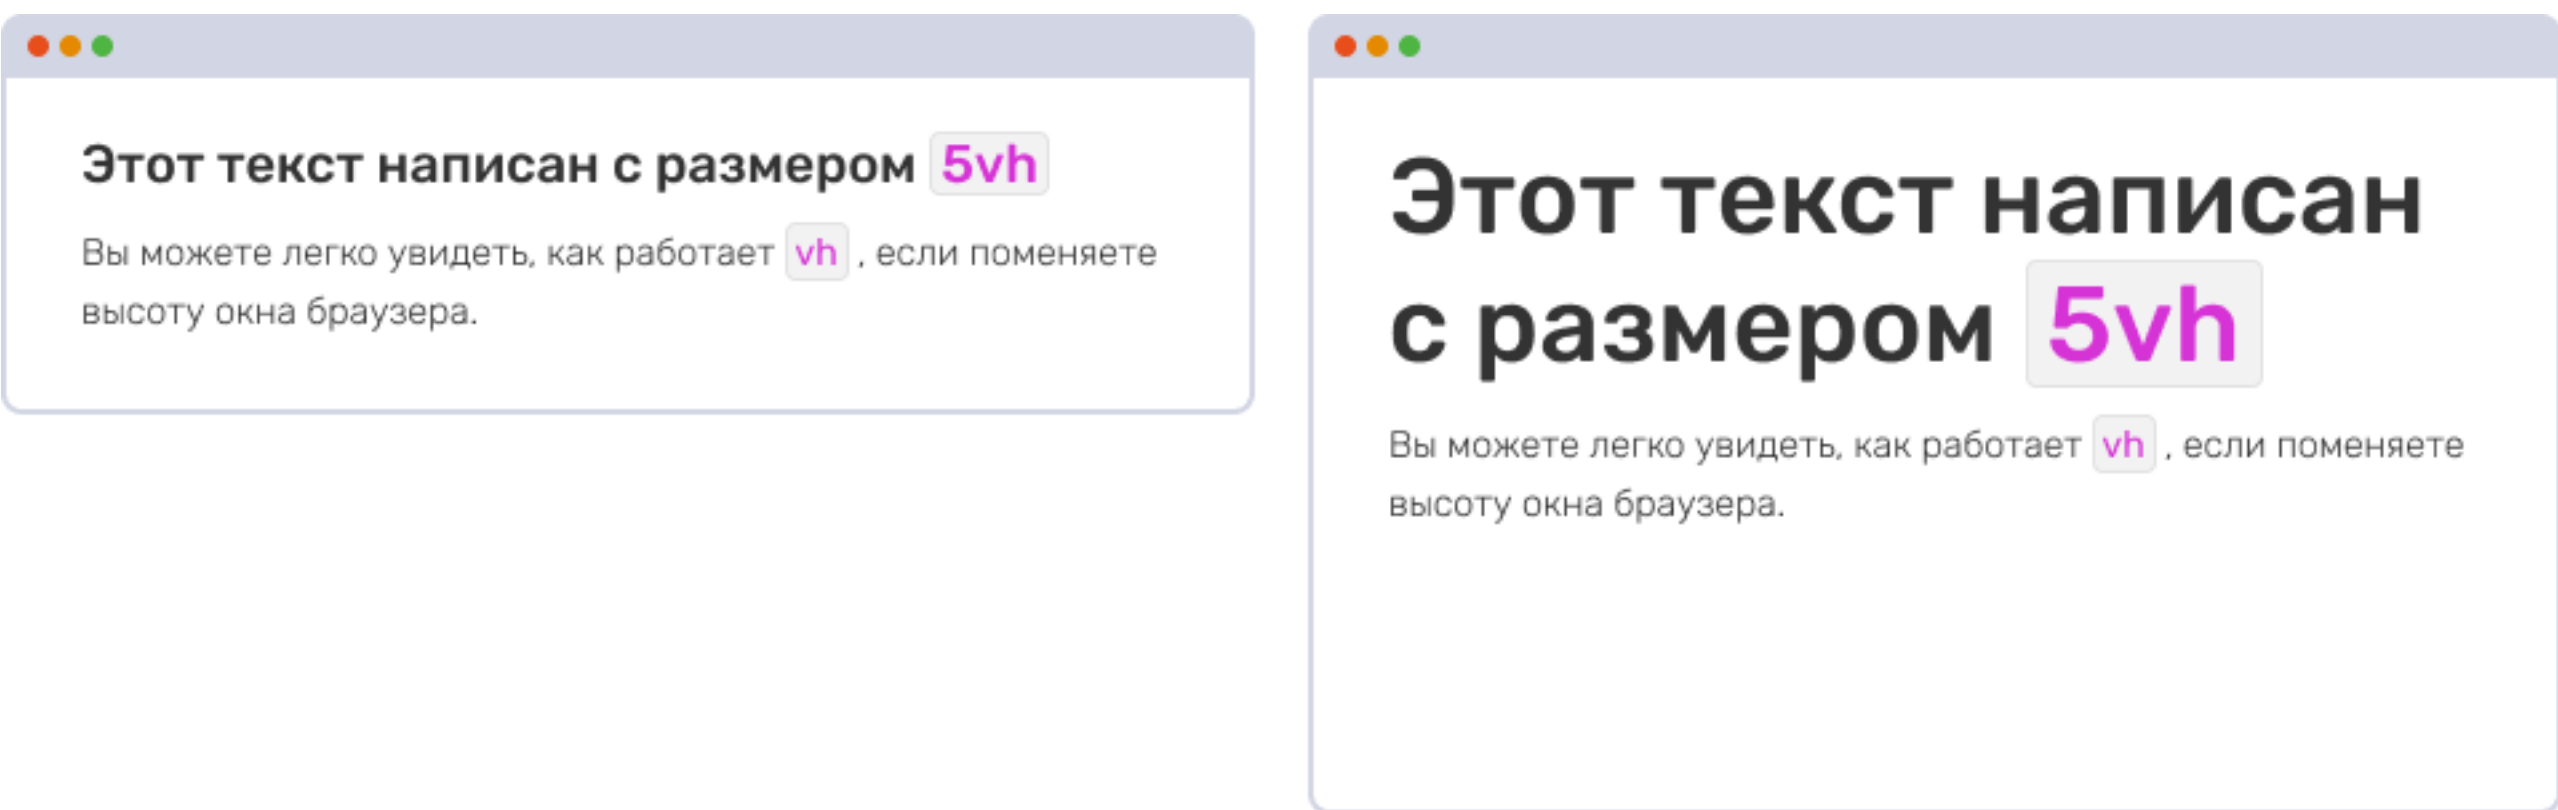 Этот текст написан с размером 5vh
Вы можете легко увидеть, как работает vh , если поменяете
высоту окна браузера.
Этот текст написан
с размером 5vh
Вы можете легко увидеть, как работает vh , если поменяете
высоту окна браузера.